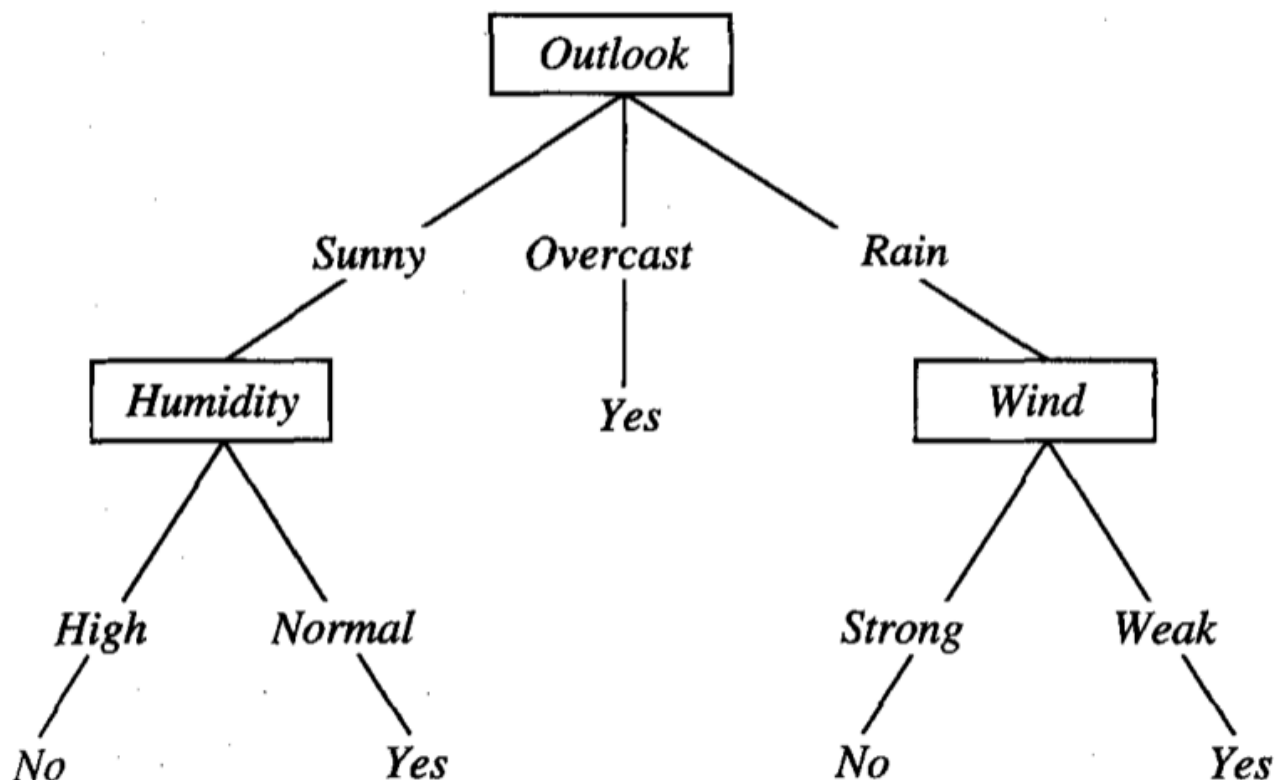 Outlook
Sunny Overcast Rain
Humidity Yes Wind
High Normal Strong Weak
No Yes No Yes